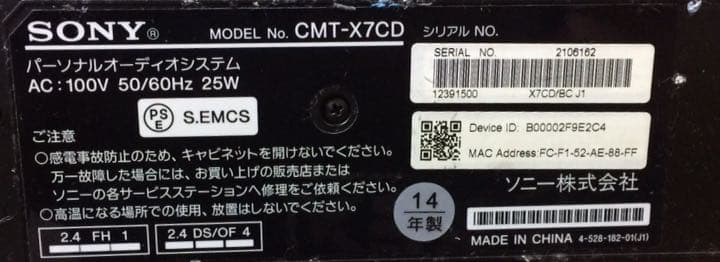 SONY® MODEL No. CMT-X7CD シリアル NO.
パーソナルオーディオシステム
AC:100V 50/60Hz 25W
PS
E
S.EMCS
SERIAL NO. 2106162
12391500 X7CD/BC J1
Device ID: B00002F9E2C4
MAC Address:FC-F1-52-AE-88-FF
ご注意
○感電事故防止のため、キャビネットを開けないでください。
万一故障した場合には、お買い上げの販売店または
ソニーの各サービスステーションへ修理をご依頼ください。
○高温になる場所での使用、放置はしないでください。
2.4 FH 1
2.4 DS/OF 4
14
年製
ソニー株式会社
MADE IN CHINA 4-528-182-01(J1)